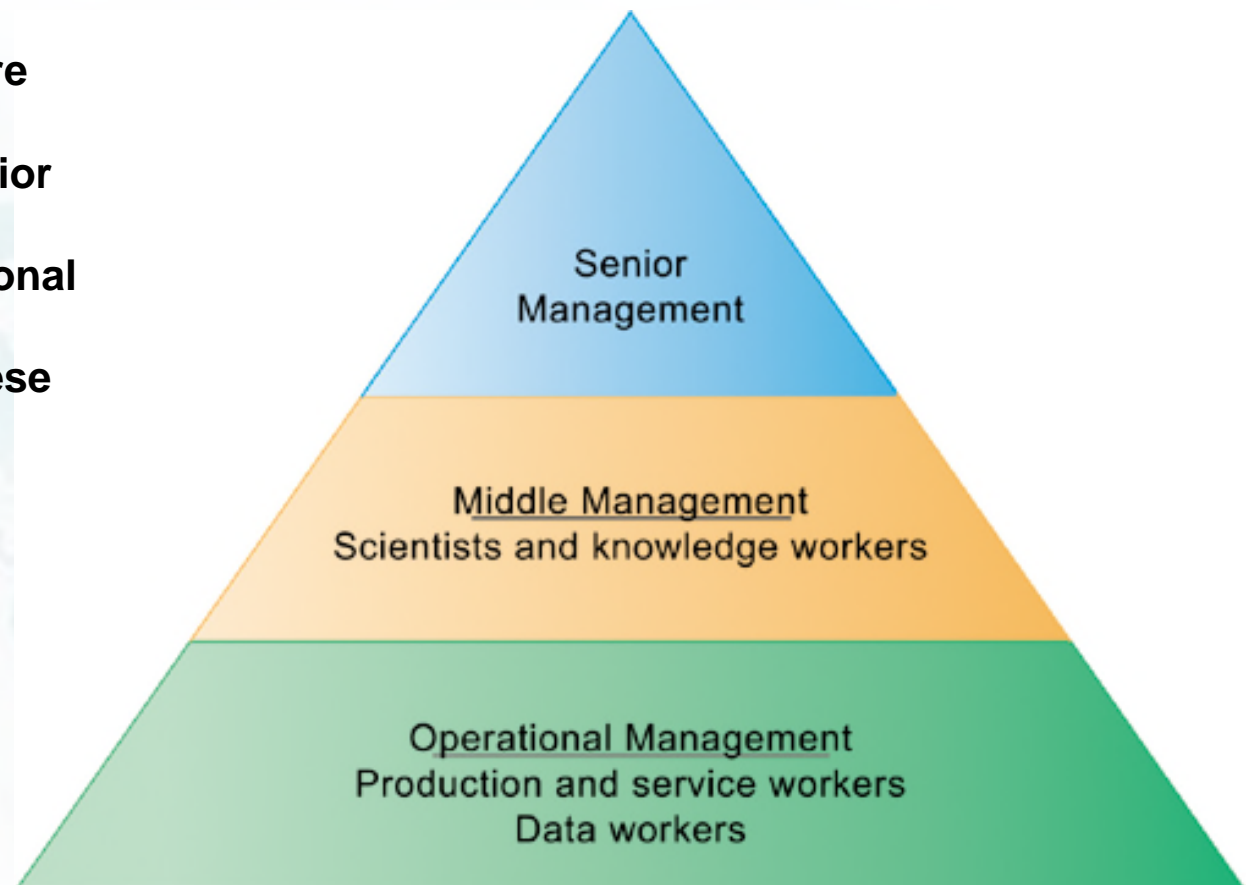 re
ior
onal
ese
Senior
Management
Middle Management
Scientists and knowledge workers
Operational Management
Production and service workers
Data workers